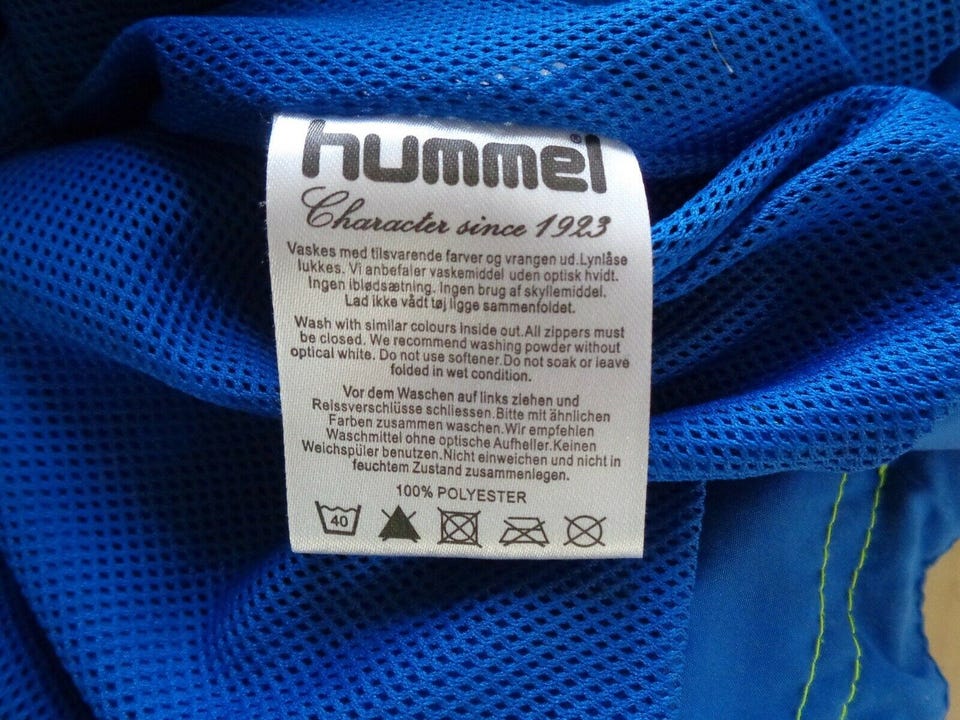 hummel®
Character since 1923
Vaskes med tilsvarende farver og vrangen ud.Lynlåse
lukkes. Vi anbefaler vaskemiddel uden optisk hvidt.
Ingen iblødsætning. Ingen brug af skyllemiddel.
Lad ikke vådt tøj ligge sammenfoldet.
Wash with similar colours Inside out.All zippers must
be closed. We recommend washing powder without
optical white. Do not use softener.Do not soak or leave
folded in wet condition.
Vor dem Waschen auf links ziehen und
Reissverschlüsse schliessen.Bitte mit ähnlichen
Farben zusammen waschen.Wir empfehlen
Waschmittel ohne optische Aufheller.Keinen
Weichspüler benutzen.Nicht einweichen und nicht in
feuchtem Zustand zusammenlegen.
100% POLYESTER
40